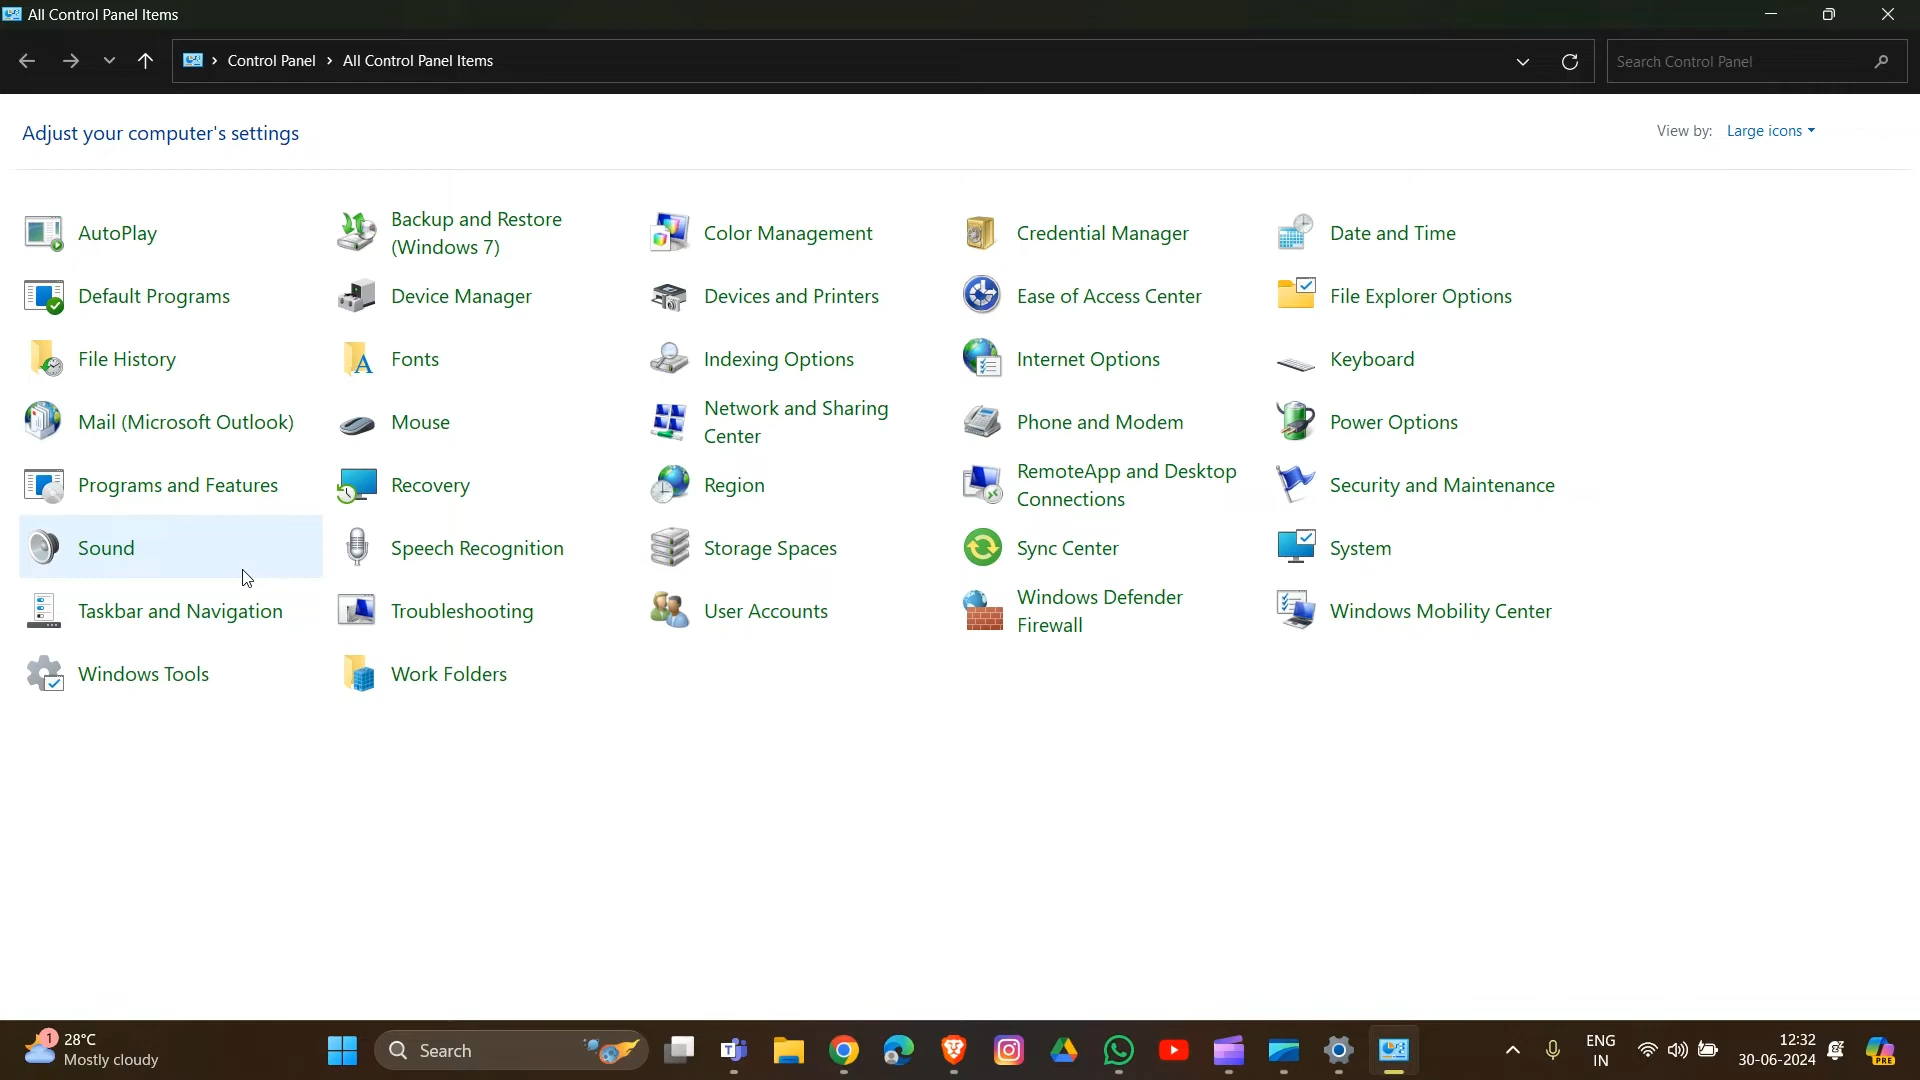 All Control Panel Items
Control Panel > All Control Panel Items
Search Control Panel
Adjust your computer's settings
View by: Large icons
AutoPlay
Backup and Restore
(Windows 7)
Color Management
Credential Manager
Date and Time
Default Programs
Device Manager
Devices and Printers
Ease of Access Center
File Explorer Options
File History
Fonts
Indexing Options
Internet Options
Keyboard
Mail (Microsoft Outlook)
Mouse
Network and Sharing
Center
Phone and Modem
Power Options
Programs and Features
Recovery
Region
RemoteApp and Desktop
Connections
Security and Maintenance
Sound
Speech Recognition
Storage Spaces
Sync Center
System
Taskbar and Navigation
Troubleshooting
User Accounts
Windows Defender
Firewall
Windows Mobility Center
Windows Tools
Work Folders
1
28°C
Mostly cloudy
Search
ENG
IN
12:32
30-06-2024
PRE